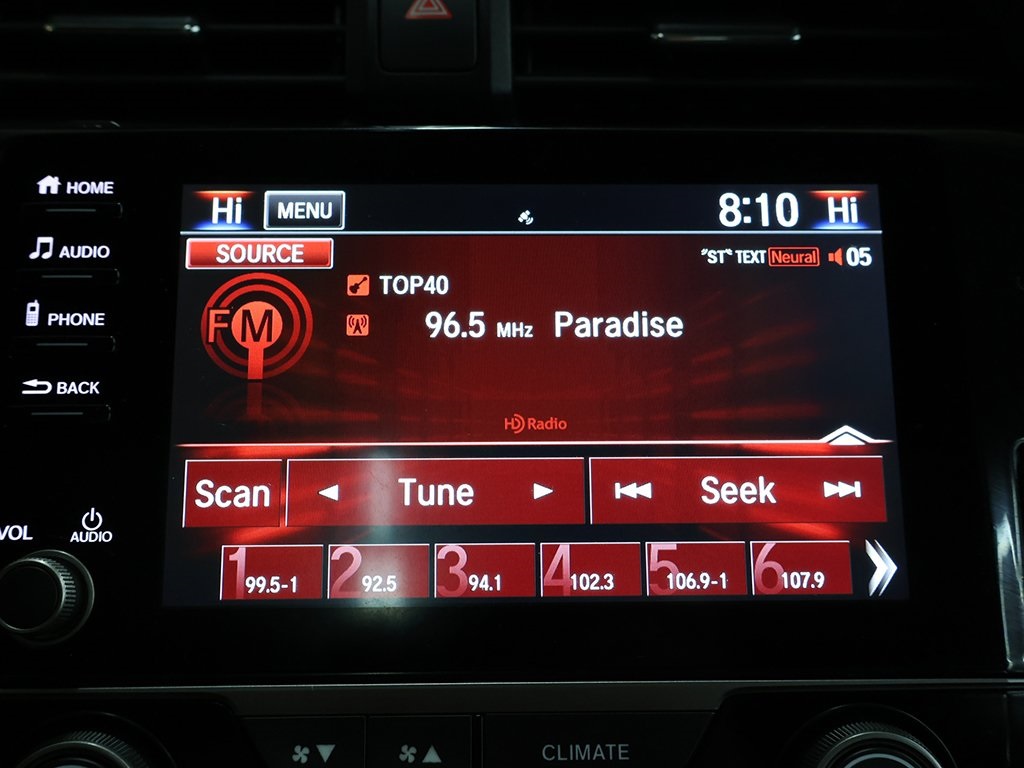 HOME
AUDIO
PHONE
BACK
VOL
AUDIO
Hi MENU 8:10 Hi
SOURCE "ST" TEXT Neural 05
FM
TOP40
96.5 MHz Paradise
HD Radio
Scan Tune Seek
1 99.5-1 2 92.5 3 94.1 4 102.3 5 106.9-1 6 107.9
CLIMATE